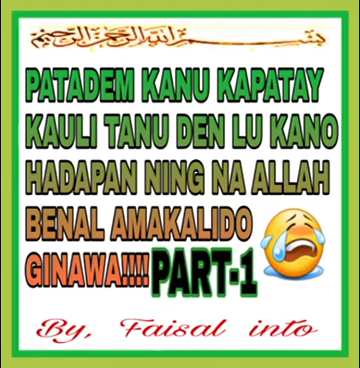 بسم الله الرحمن الرحيم
PATADEM KANU KAPATAY
KAULI TANU DEN LU KANO
HADAPAN NING NA ALLAH
BENAL AMAKALIDO
GINAWA!!!!! PART-1
By, Faisal into